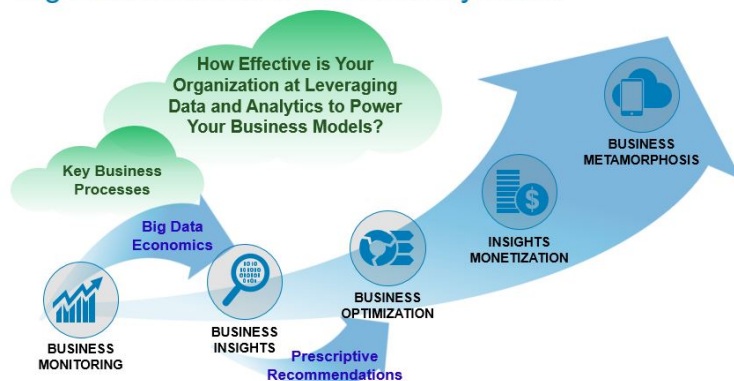 How Effective is Your
Organization at Leveraging
Data and Analytics to Power
Your Business Models?
Key Business
Processes
Big Data
Economics
BUSINESS
MONITORING
BUSINESS
INSIGHTS
Prescriptive
Recommendations
BUSINESS
OPTIMIZATION
INSIGHTS
MONETIZATION
BUSINESS
METAMORPHOSIS
$